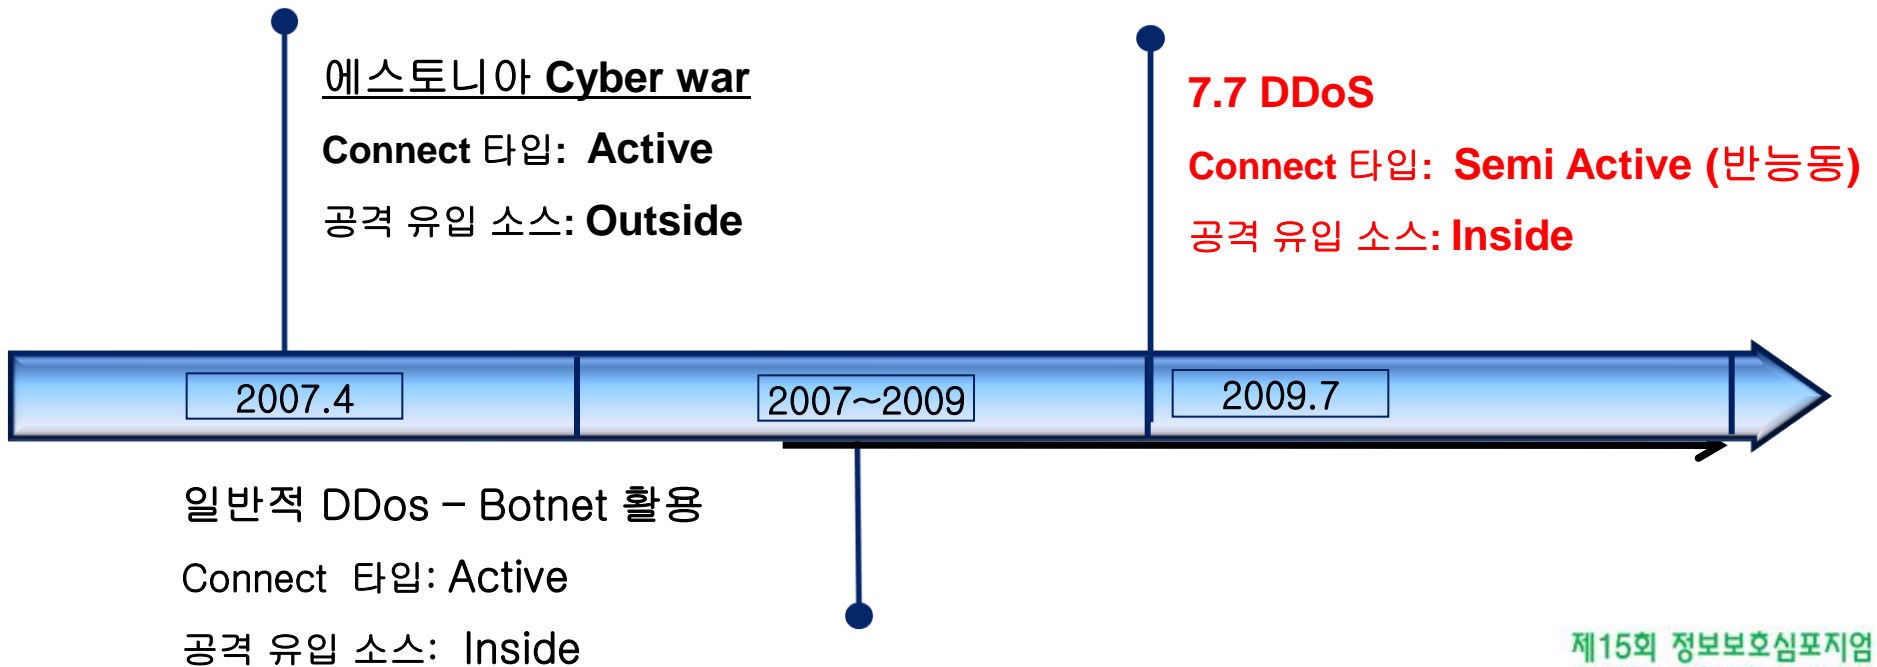 에스토니아 Cyber war
Connect 타입: Active
공격 유입 소스: Outside
7.7 DDoS
Connect 타입: Semi Active (반능동)
공격 유입 소스: Inside
2007.4
2007~2009
2009.7
일반적 DDos – Botnet 활용
Connect 타입: Active
공격 유입 소스: Inside
제15회 정보보호심포지엄